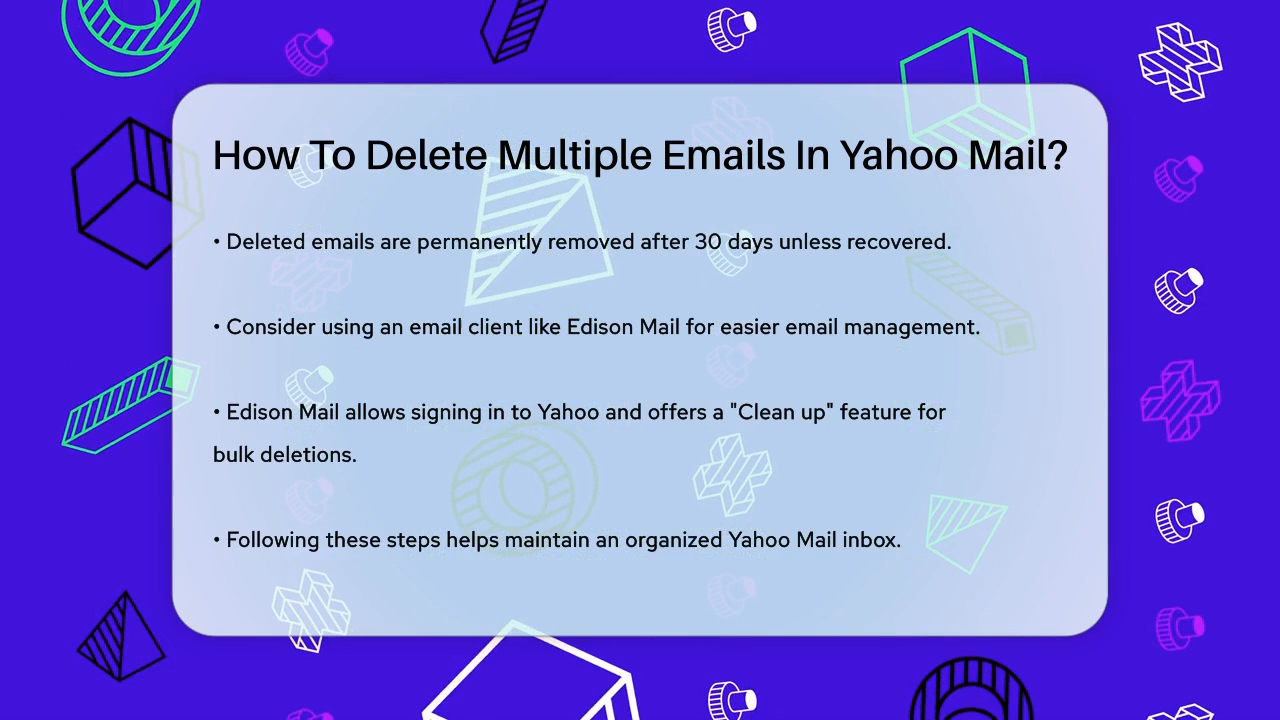 How To Delete Multiple Emails In Yahoo Mail?
• Deleted emails are permanently removed after 30 days unless recovered.
• Consider using an email client like Edison Mail for easier email management.
• Edison Mail allows signing in to Yahoo and offers a "Clean up" feature for
bulk deletions.
• Following these steps helps maintain an organized Yahoo Mail inbox.